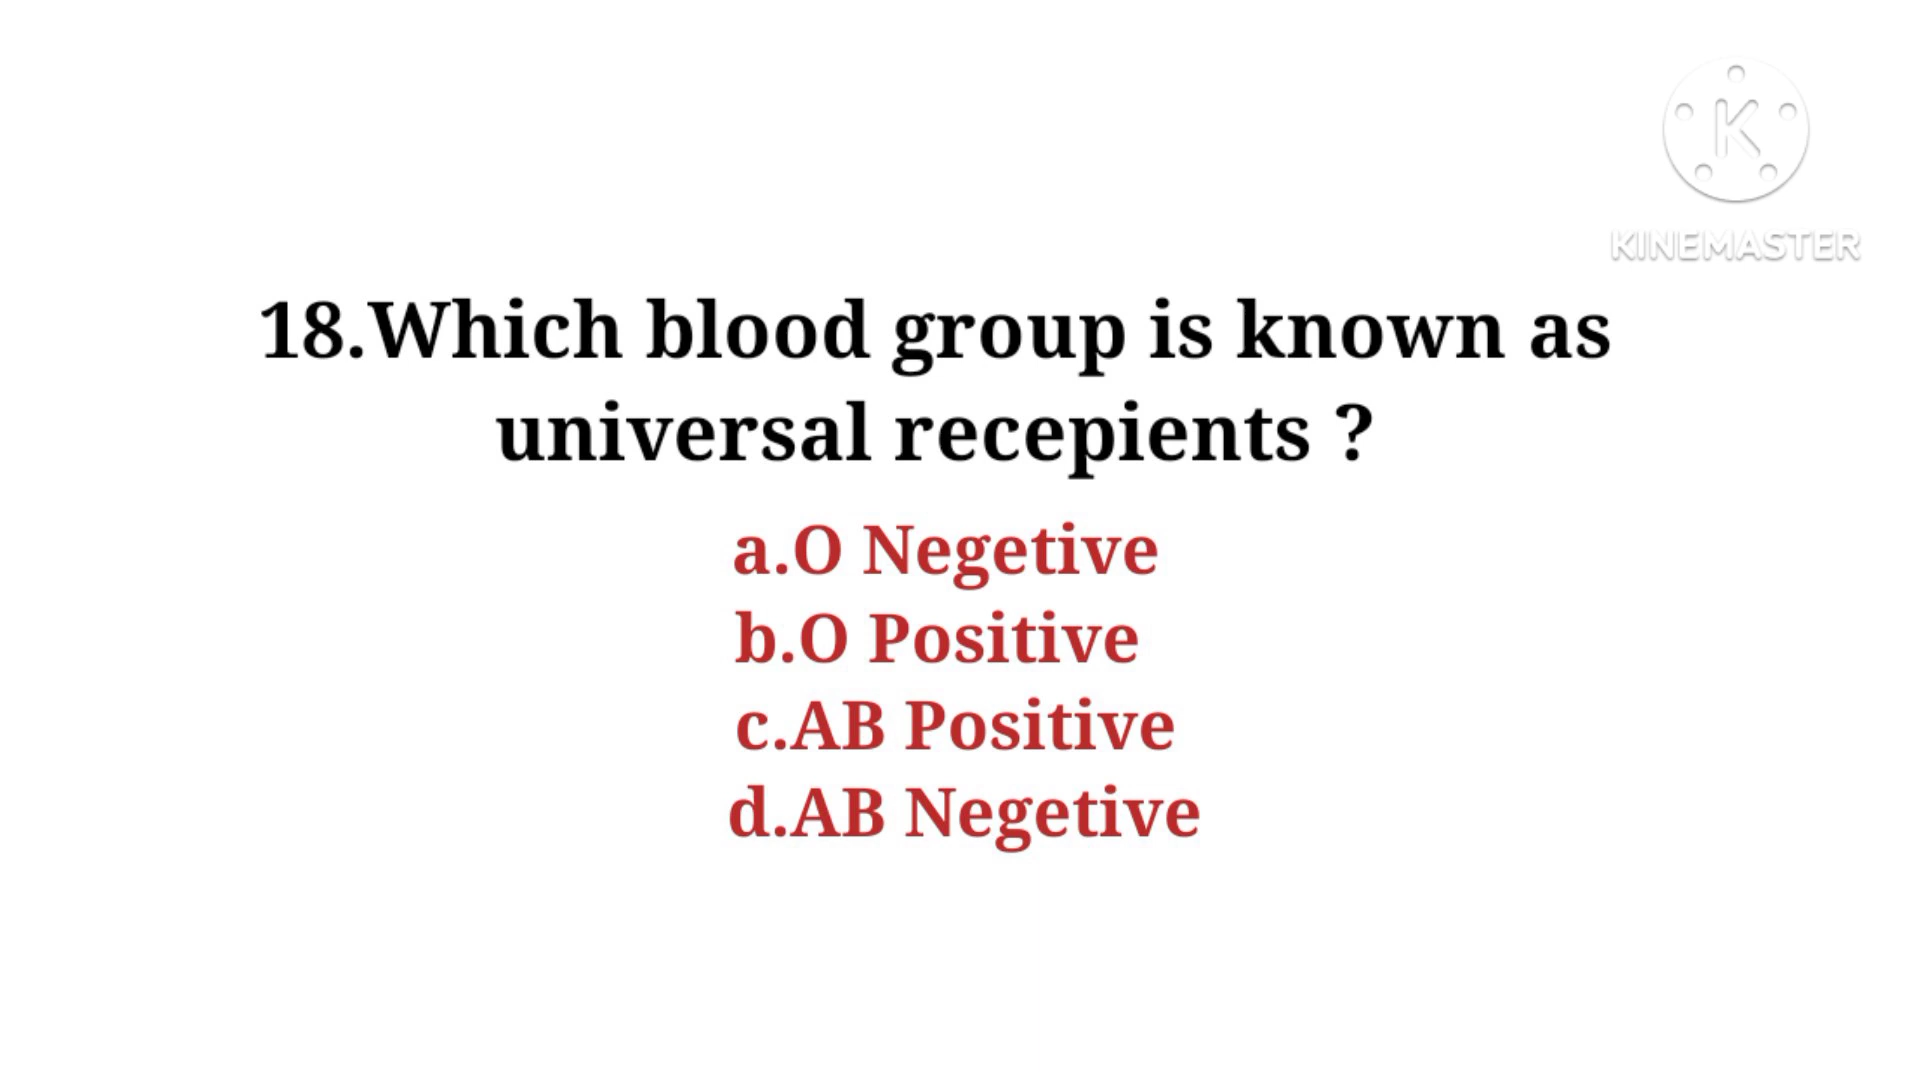 K
KINEMASTER
18.Which blood group is known as
universal recepients ?
a.O Negetive
b.O Positive
c.AB Positive
d.AB Negetive